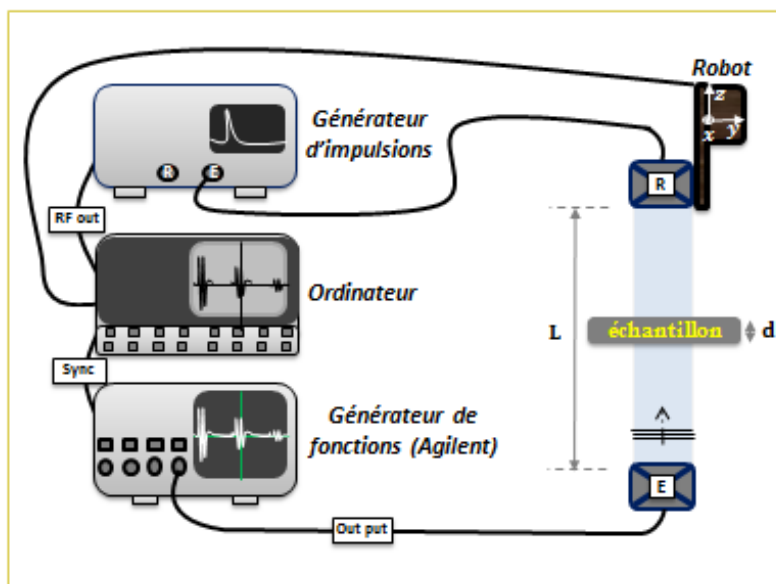 Robot
z
x
y
Générateur
d'impulsions
R
E
R
RF out
Ordinateur
L
échantillon
d
Sync
Générateur de
fonctions (Agilent)
E
Out put